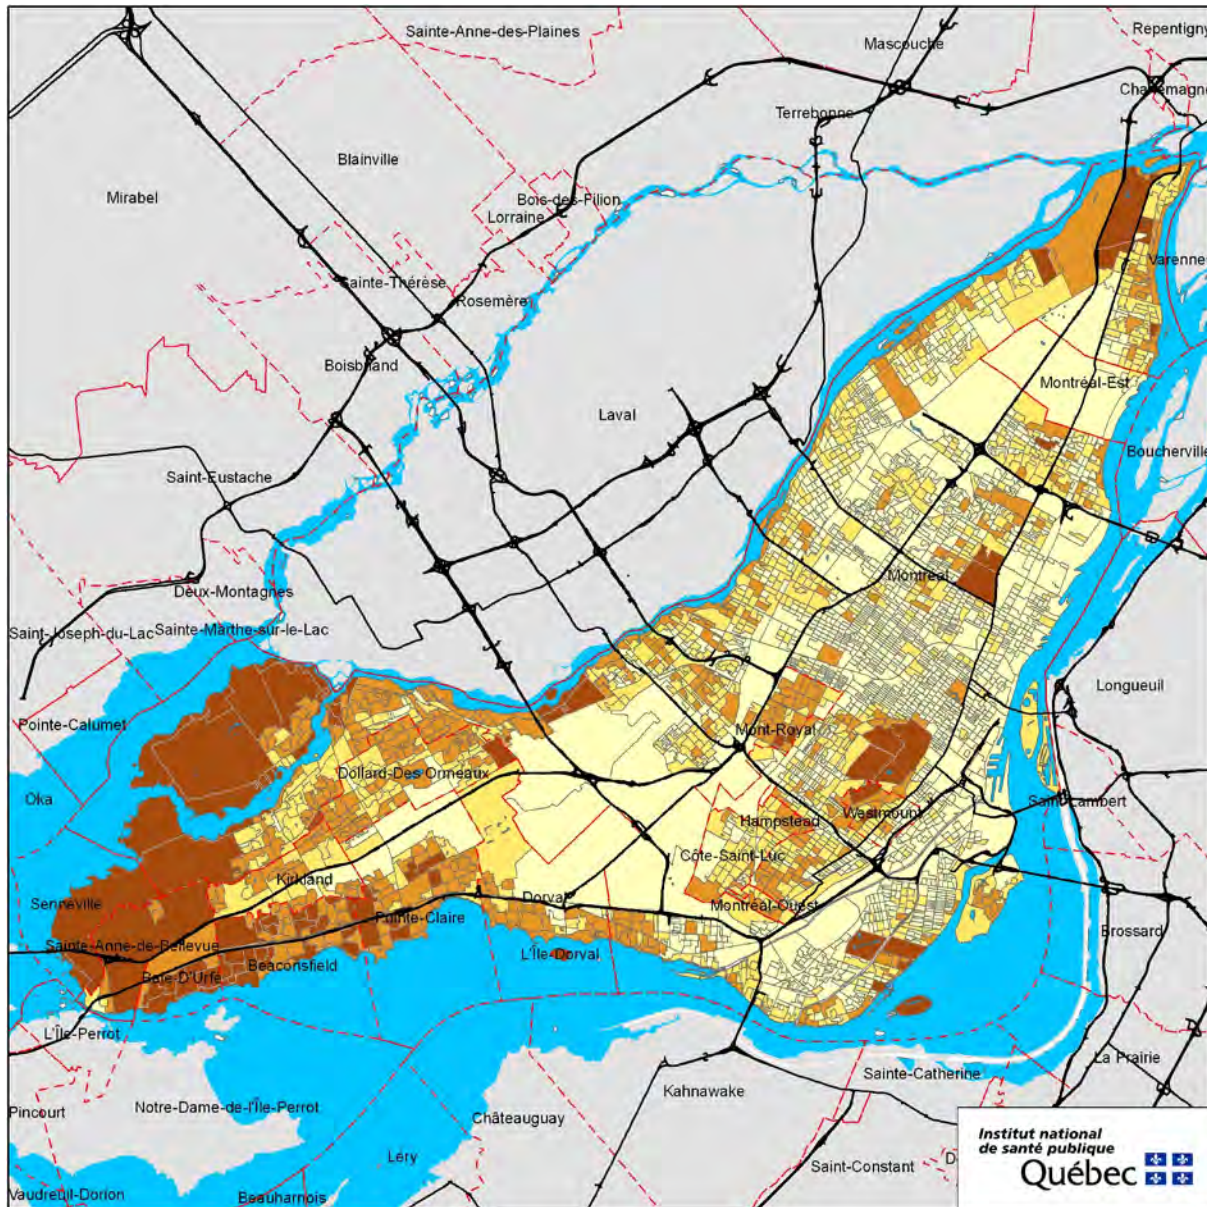 Sainte-Anne-des-Plaines
Repentigny
Mascouche
Charlemagne
Terrebonne
Blainville
Mirabel
Bois-des-Filion
Lorraine
Varennes
Sainte-Thérèse
Rosemère
Boisbriand
Montréal-Est
Laval
Boucherville
Saint-Eustache
Montréal
Deux-Montagnes
Saint-Joseph-du-Lac
Sainte-Marthe-sur-le-Lac
Longueuil
Pointe-Calumet
Mont-Royal
Dollard-Des Ormeaux
Oka
Saint-Lambert
Westmount
Hampstead
Côte-Saint-Luc
Kirkland
Dorval
Senneville
Montréal-Ouest
Pointe-Claire
Brossard
Sainte-Anne-de-Bellevue
L'Île-Dorval
Beaconsfield
Baie-D'Urfé
L'Île-Perrot
La Prairie
Sainte-Catherine
Kahnawake
Notre-Dame-de-l'Île-Perrot
Pincourt
Châteauguay
Institut national
de santé publique
Québec
Léry
Saint-Constant
D
Vaudreuil-Dorion
Beauharnois